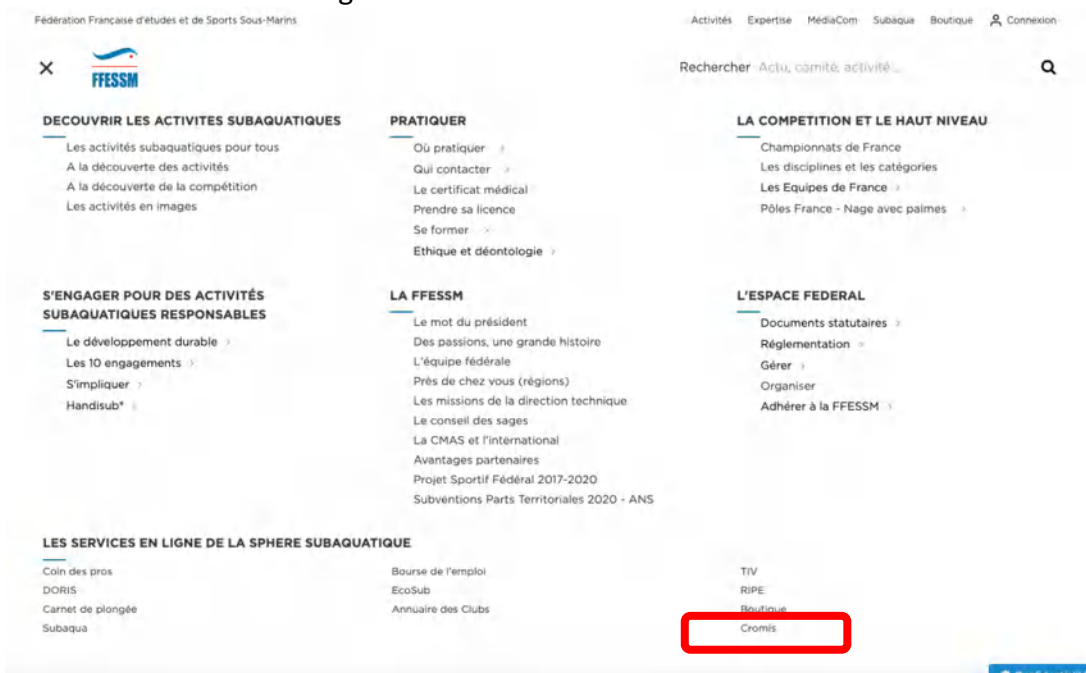 Fédération Française d'études et de Sports Sous-Marins
Activités Expertise MédiaCom Subaqua Boutique Connexion
FFESSM
Rechercher Actu, comité, activité...
DECOUVRIR LES ACTIVITES SUBAQUATIQUES
Les activités subaquatiques pour tous
A la découverte des activités
A la découverte de la compétition
Les activités en images
PRATIQUER
Où pratiquer >
Qui contacter >
Le certificat médical
Prendre sa licence
Se former >
Ethique et déontologie >
LA COMPETITION ET LE HAUT NIVEAU
Championnats de France
Les disciplines et les catégories
Les Equipes de France >
Pôles France - Nage avec palmes >
S'ENGAGER POUR DES ACTIVITÉS
SUBAQUATIQUES RESPONSABLES
Le développement durable >
Les 10 engagements >
S'impliquer >
Handisub* >
LA FFESSM
Le mot du président
Des passions, une grande histoire
L'équipe fédérale
Près de chez vous (régions)
Les missions de la direction technique
Le conseil des sages
La CMAS et l'international
Avantages partenaires
Projet Sportif Fédéral 2017-2020
Subventions Parts Territoriales 2020 - ANS
L'ESPACE FEDERAL
Documents statutaires >
Réglementation >
Gérer >
Organiser
Adhérer à la FFESSM >
LES SERVICES EN LIGNE DE LA SPHERE SUBAQUATIQUE
Coin des pros
DORIS
Carnet de plongée
Subaqua
Bourse de l'emploi
EcoSub
Annuaire des Clubs
TIV
RIPE
Boutique
Cromis